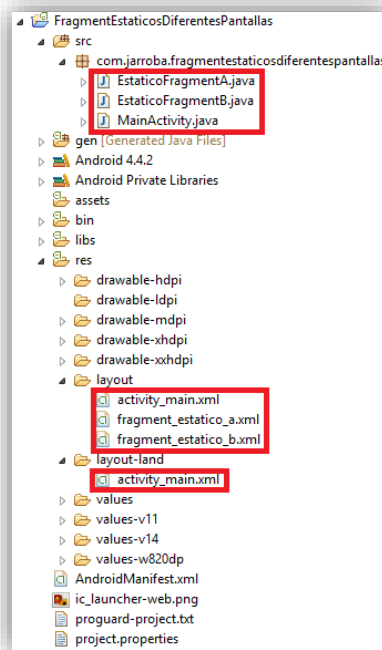 FragmentEstaticosDiferentesPantallas
src
com.jarroba.fragmentestaticosdiferentespantallas
EstaticoFragmentA.java
EstaticoFragmentB.java
MainActivity.java
gen [Generated Java Files]
Android 4.4.2
Android Private Libraries
assets
bin
libs
res
drawable-hdpi
drawable-ldpi
drawable-mdpi
drawable-xhdpi
drawable-xxhdpi
layout
activity_main.xml
fragment_estatico_a.xml
fragment_estatico_b.xml
layout-land
activity_main.xml
values
values-v11
values-v14
values-w820dp
AndroidManifest.xml
ic_launcher-web.png
proguard-project.txt
project.properties